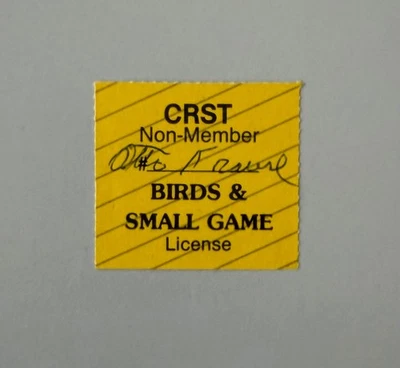 CRST
Non-Member
#
BIRDS &
SMALL GAME
License